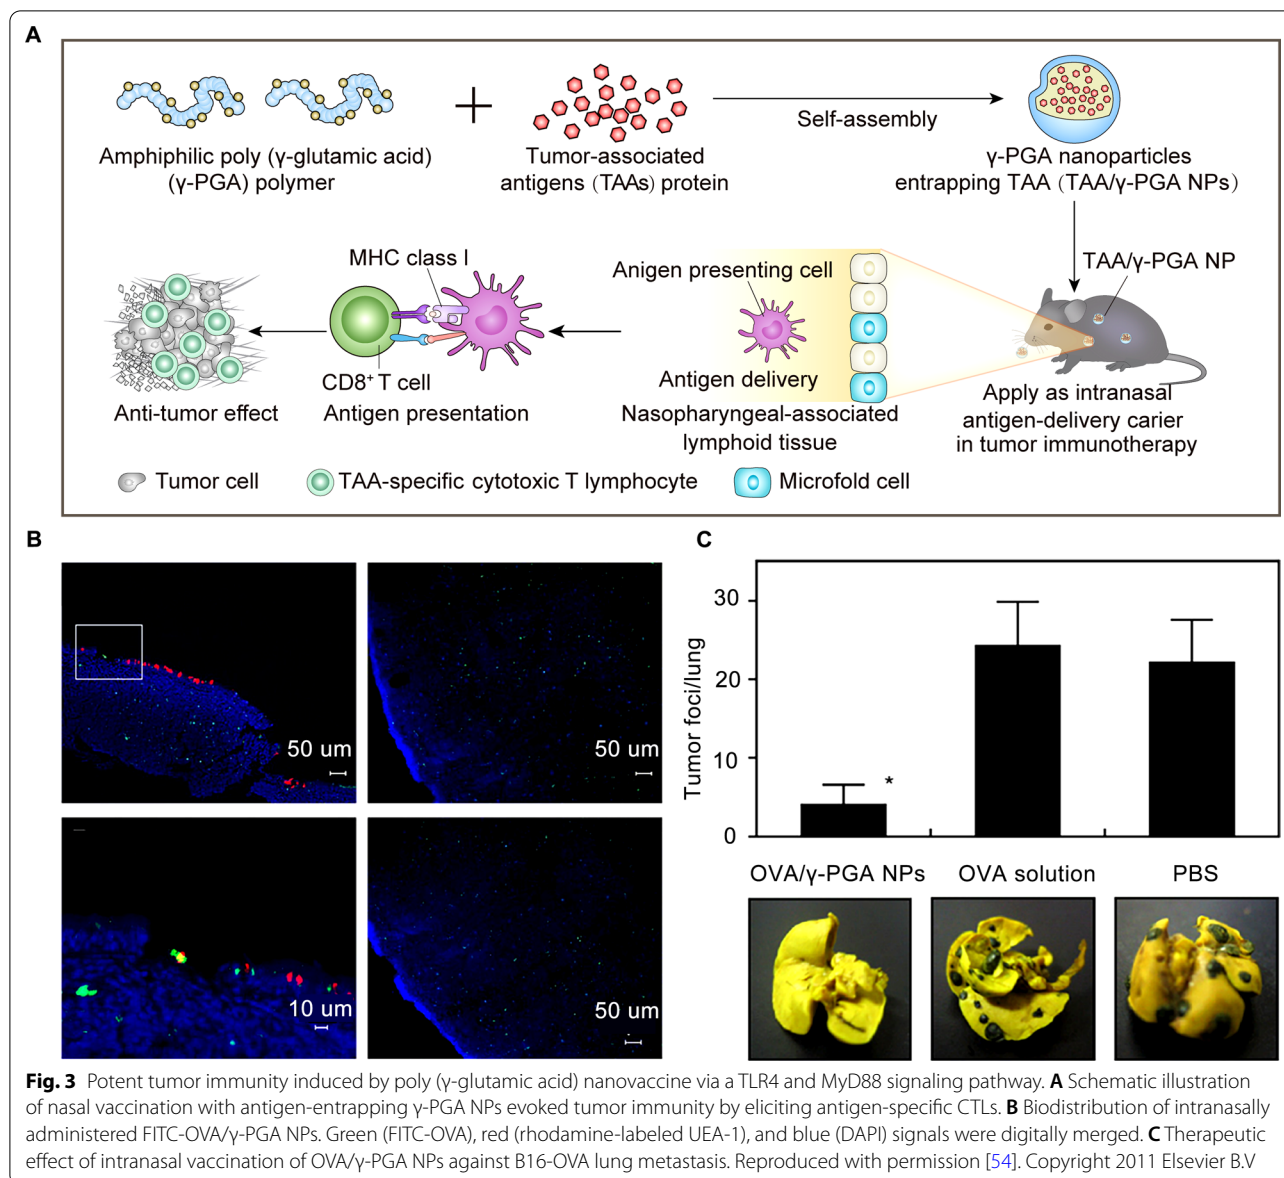 A
Amphiphilic poly (γ-glutamic acid)
(γ-PGA) polymer
Tumor-associated
antigens (TAAs) protein
Self-assembly
γ-PGA nanoparticles
entrapping TAA (TAA/γ-PGA NPs)
TAA/γ-PGA NP
Apply as intranasal
antigen-delivery carier
in tumor immunotherapy
Anigen presenting cell
Antigen delivery
Nasopharyngeal-associated
lymphoid tissue
MHC class I
CD8+ T cell
Antigen presentation
Anti-tumor effect
Tumor cell
TAA-specific cytotoxic T lymphocyte
Microfold cell
B
50 um
50 um
10 um
50 um
C
Tumor foci/lung
30
20
10
0
*
OVA/γ-PGA NPs
OVA solution
PBS
Fig. 3 Potent tumor immunity induced by poly (γ-glutamic acid) nanovaccine via a TLR4 and MyD88 signaling pathway. A Schematic illustration
of nasal vaccination with antigen-entrapping γ-PGA NPs evoked tumor immunity by eliciting antigen-specific CTLs. B Biodistribution of intranasally
administered FITC-OVA/γ-PGA NPs. Green (FITC-OVA), red (rhodamine-labeled UEA-1), and blue (DAPI) signals were digitally merged. C Therapeutic
effect of intranasal vaccination of OVA/γ-PGA NPs against B16-OVA lung metastasis. Reproduced with permission [54]. Copyright 2011 Elsevier B.V